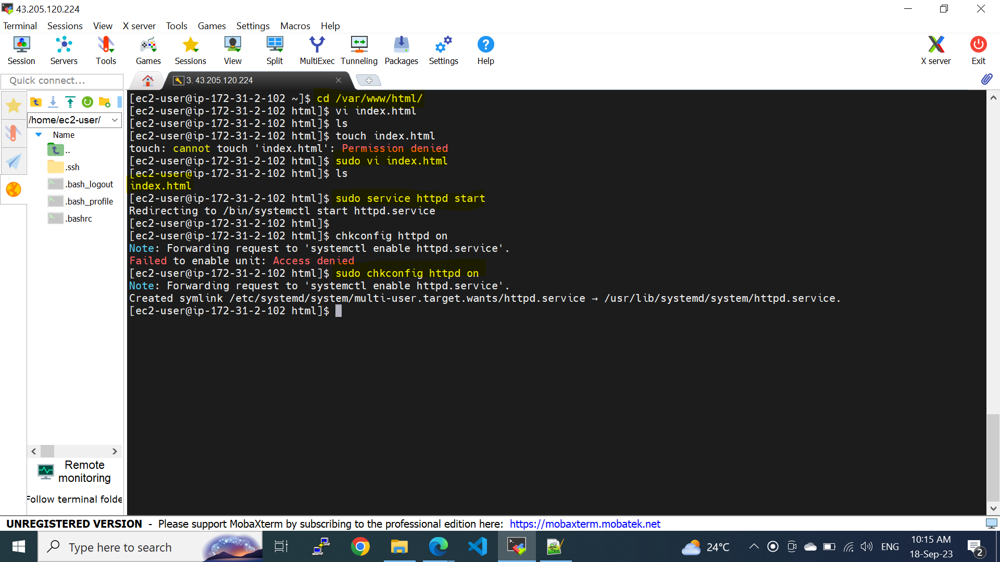 43.205.120.224
Terminal Sessions View X server Tools Games Settings Macros Help
Session Servers Tools Games Sessions View Split MultiExec Tunneling Packages Settings Help X server Exit
Quick connect...
3. 43.205.120.224
/home/ec2-user/
Name
..
.ssh
.bash_logout
.bash_profile
.bashrc
Remote
monitoring
Follow terminal folde
[ec2-user@ip-172-31-2-102 ~]$ cd /var/www/html/
[ec2-user@ip-172-31-2-102 html]$ vi index.html
[ec2-user@ip-172-31-2-102 html]$ ls
[ec2-user@ip-172-31-2-102 html]$ touch index.html
touch: cannot touch 'index.html': Permission denied
[ec2-user@ip-172-31-2-102 html]$ sudo vi index.html
[ec2-user@ip-172-31-2-102 html]$ ls
index.html
[ec2-user@ip-172-31-2-102 html]$ sudo service httpd start
Redirecting to /bin/systemctl start httpd.service
[ec2-user@ip-172-31-2-102 html]$
[ec2-user@ip-172-31-2-102 html]$ chkconfig httpd on
Note: Forwarding request to 'systemctl enable httpd.service'.
Failed to enable unit: Access denied
[ec2-user@ip-172-31-2-102 html]$ sudo chkconfig httpd on
Note: Forwarding request to 'systemctl enable httpd.service'.
Created symlink /etc/systemd/system/multi-user.target.wants/httpd.service → /usr/lib/systemd/system/httpd.service.
[ec2-user@ip-172-31-2-102 html]$
UNREGISTERED VERSION - Please support MobaXterm by subscribing to the professional edition here: https://mobaxterm.mobatek.net
Type here to search
24°C
ENG
10:15 AM
18-Sep-23
2